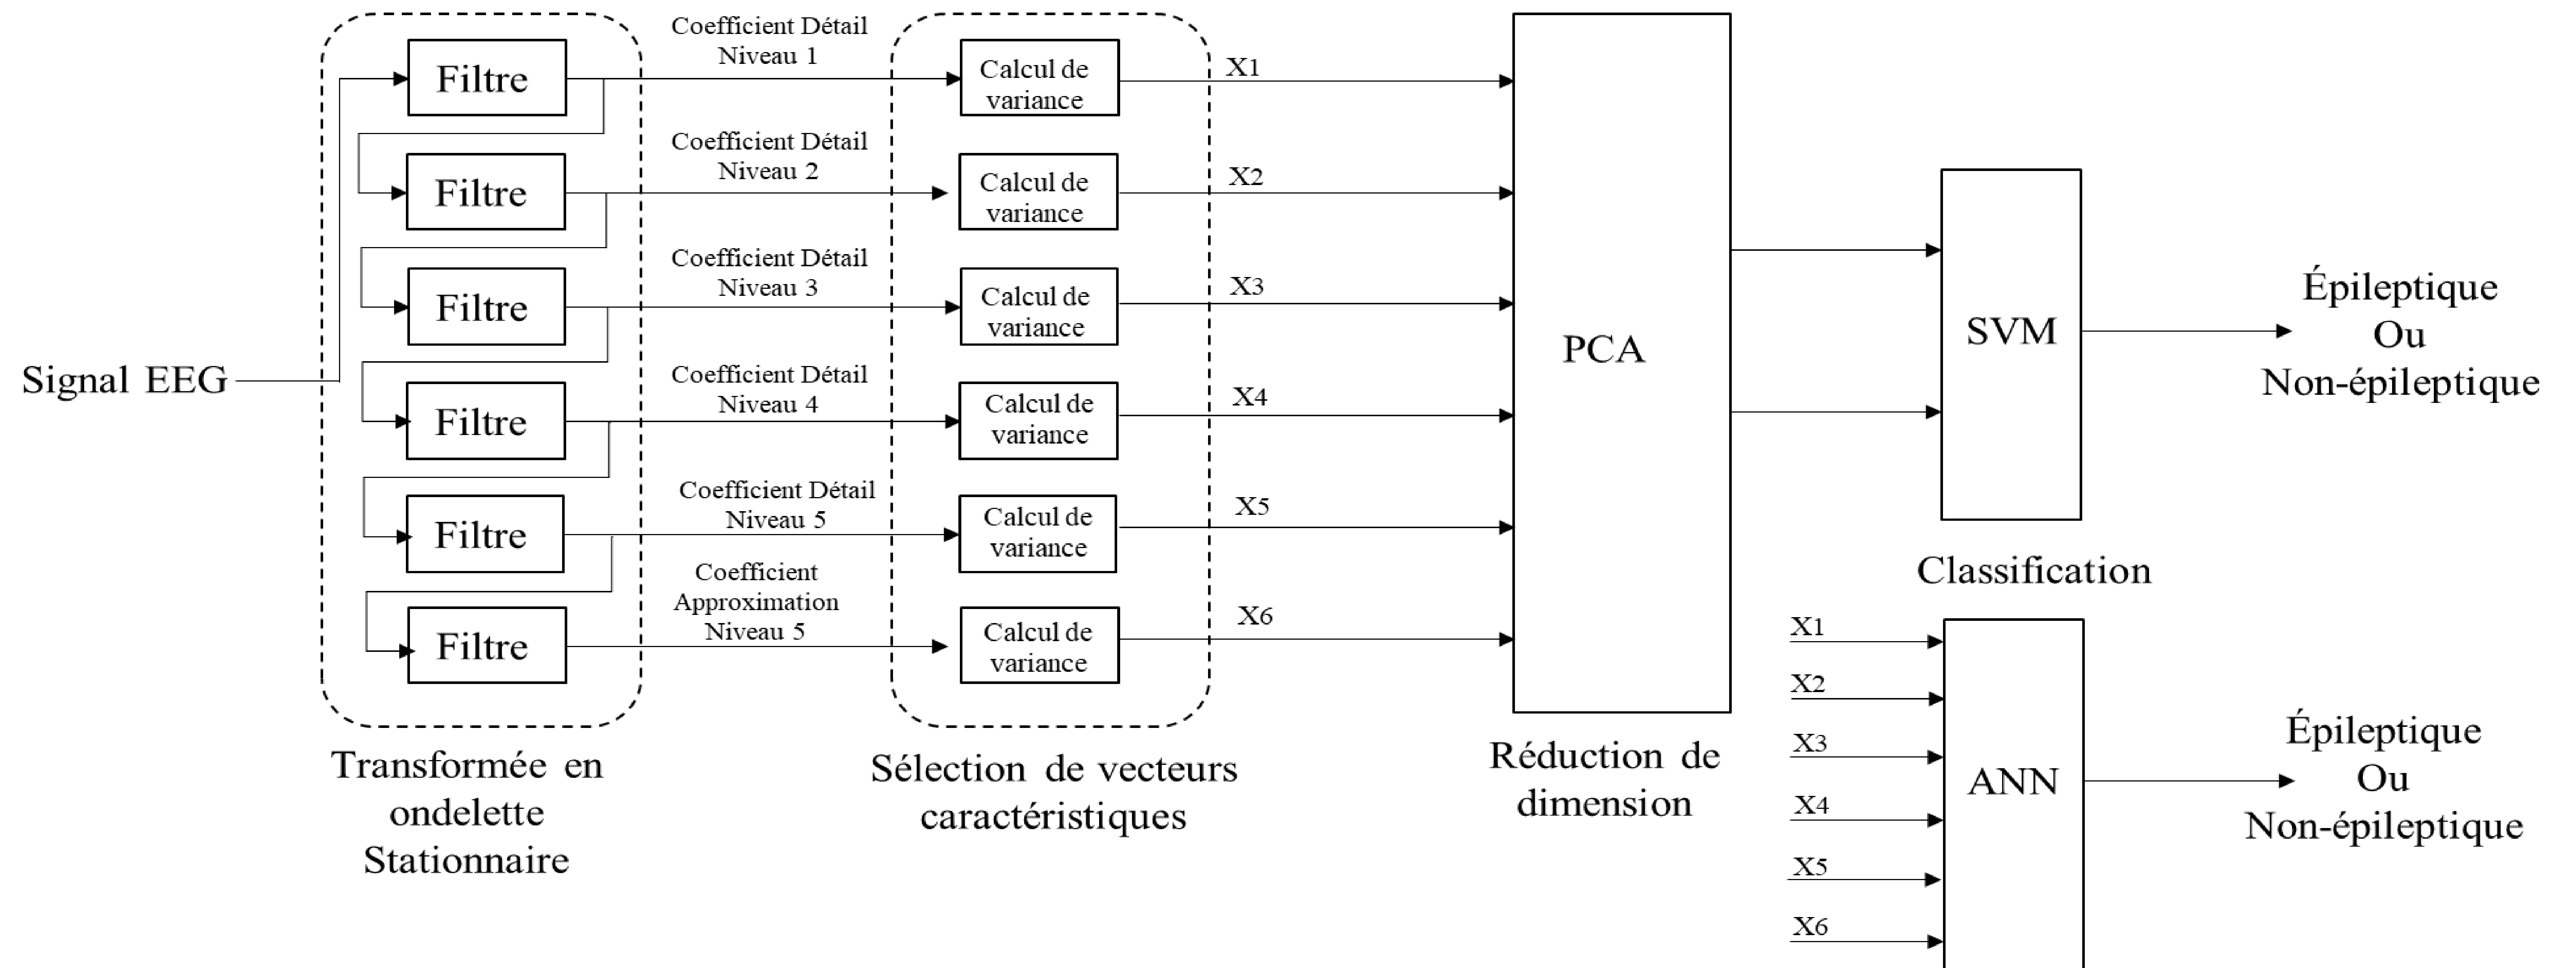 Signal EEG
Filtre
Filtre
Filtre
Filtre
Filtre
Filtre
Transformée en
ondelette
Stationnaire
Coefficient Détail
Niveau 1
Coefficient Détail
Niveau 2
Coefficient Détail
Niveau 3
Coefficient Détail
Niveau 4
Coefficient Détail
Niveau 5
Coefficient
Approximation
Niveau 5
Calcul de
variance
Calcul de
variance
Calcul de
variance
Calcul de
variance
Calcul de
variance
Calcul de
variance
Sélection de vecteurs
caractéristiques
X1
X2
X3
X4
X5
X6
PCA
Réduction de
dimension
SVM
Classification
Épileptique
Ou
Non-épileptique
X1
X2
X3
X4
X5
X6
ANN
Épileptique
Ou
Non-épileptique